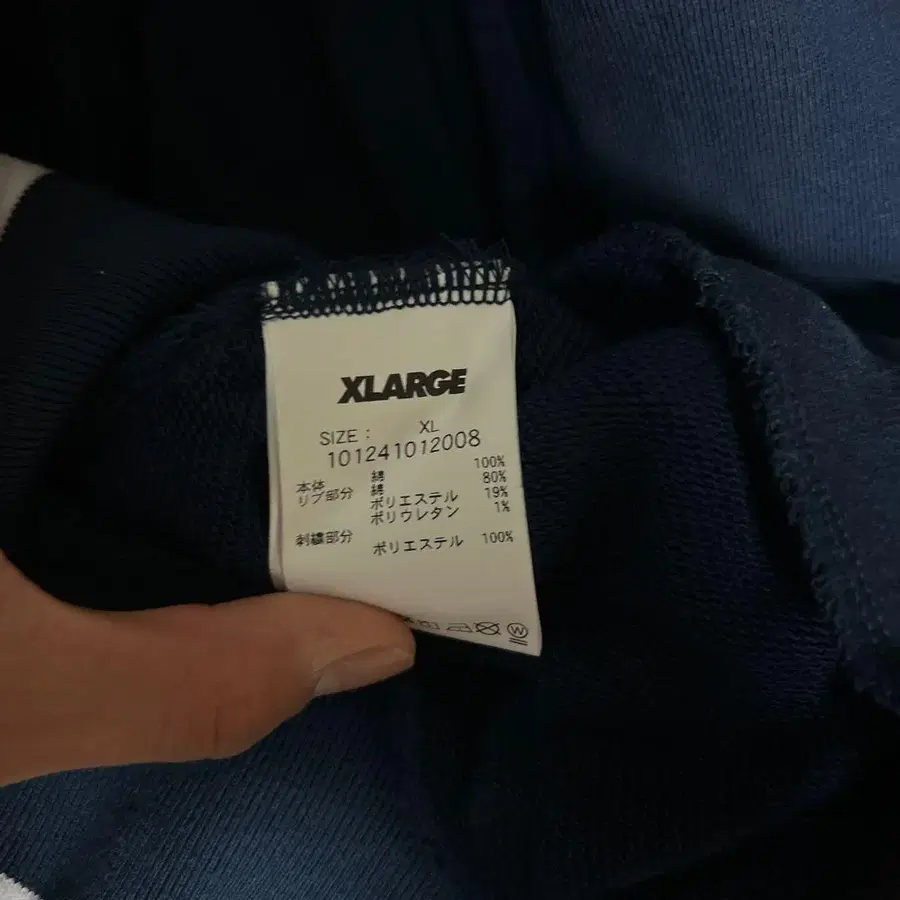 XLARGE
SIZE : XL
101241012008
本体 綿 100%
リブ部分 綿 80%
ポリエステル 19%
ポリウレタン 1%
刺繍部分 ポリエステル 100%
W